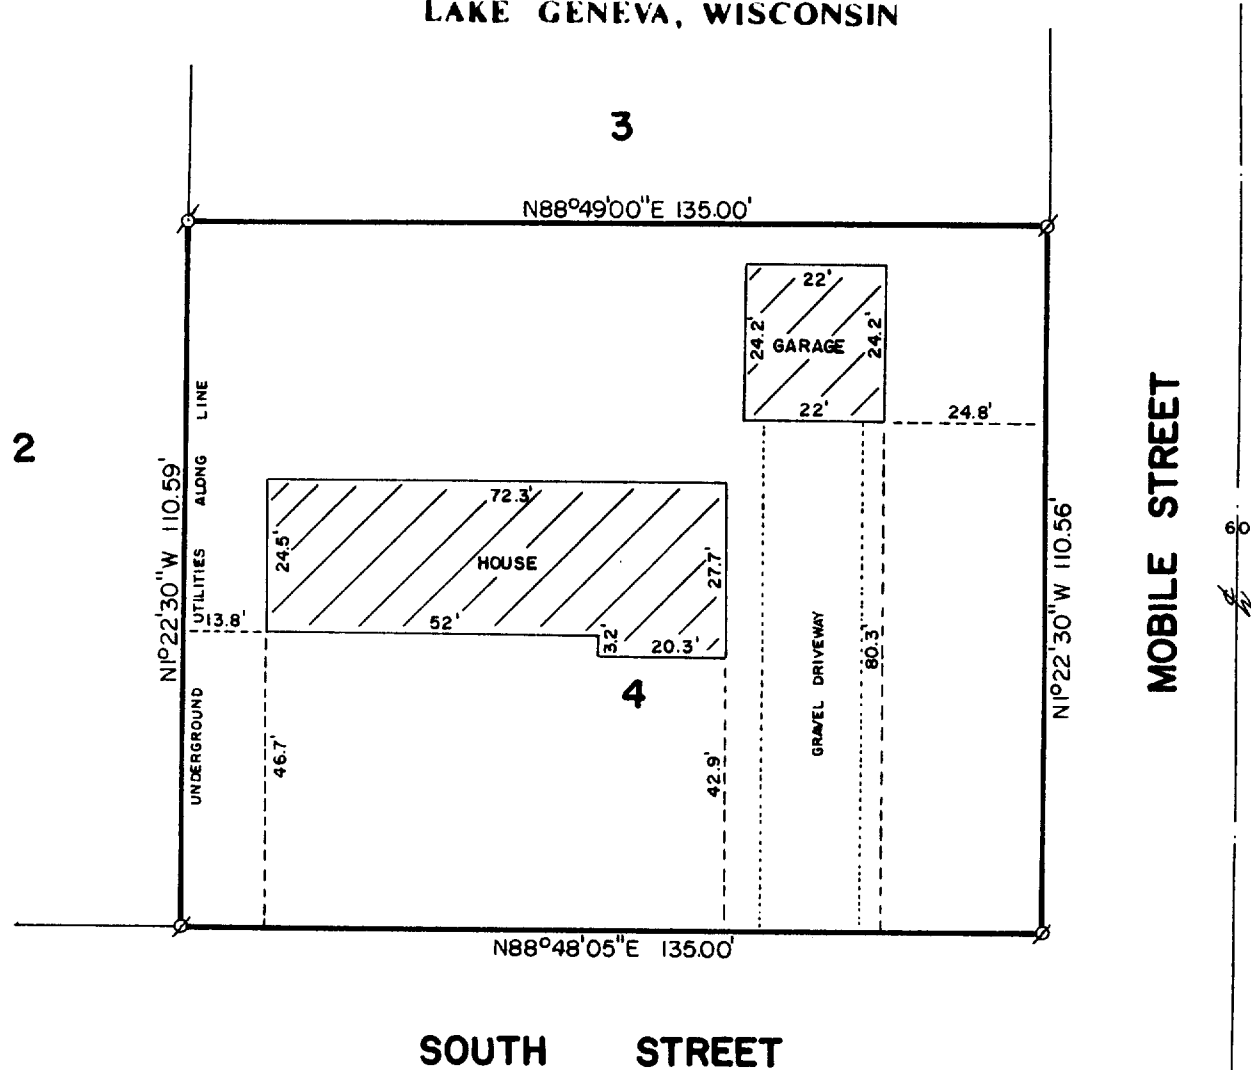 LAKE GENEVA, WISCONSIN
3
N88°49'00"E 135.00'
22'
24.2'
GARAGE
24.2'
22'
24.8'
2
UNDERGROUND UTILITIES ALONG LINE
N1°22'30"W 110.59'
72.3'
24.5'
HOUSE
27.7'
13.8'
52'
3.2'
20.3'
4
46.7'
42.9'
GRAVEL DRIVEWAY
80.3'
N1°22'30"W 110.56'
MOBILE STREET
60
N88°48'05"E 135.00'
SOUTH STREET